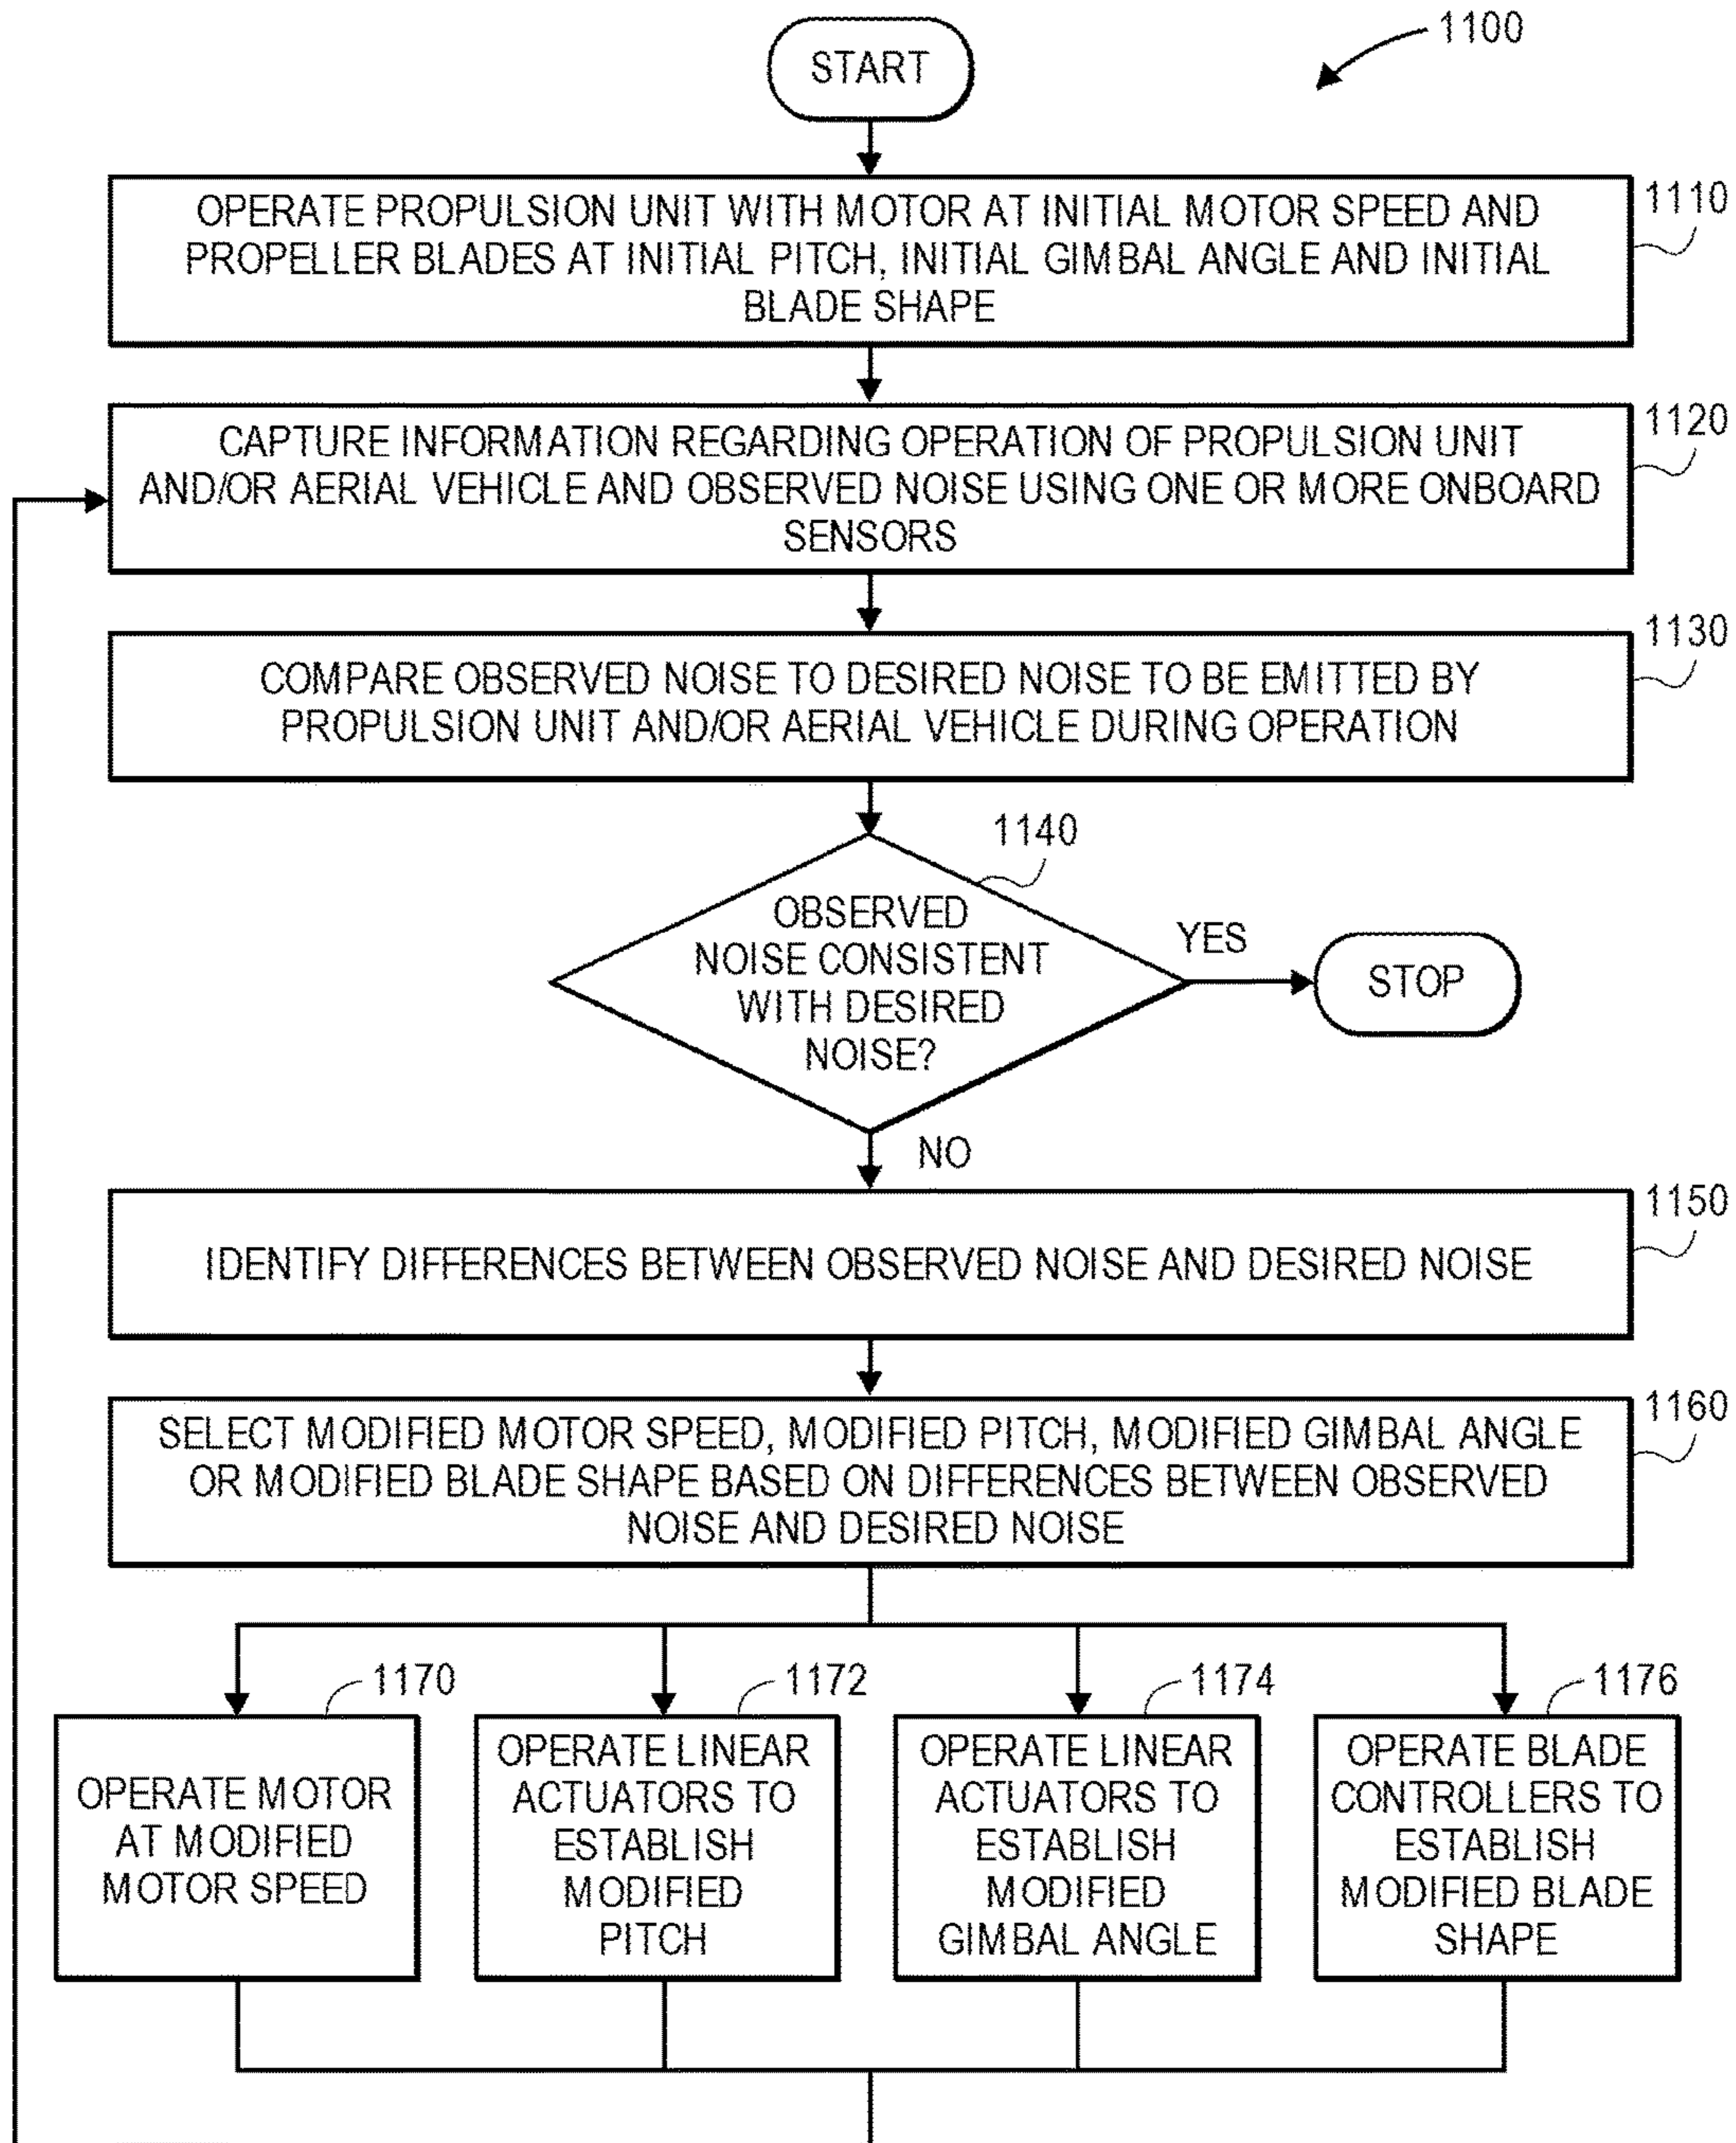 1100
START
1110
OPERATE PROPULSION UNIT WITH MOTOR AT INITIAL MOTOR SPEED AND
PROPELLER BLADES AT INITIAL PITCH, INITIAL GIMBAL ANGLE AND INITIAL
BLADE SHAPE
1120
CAPTURE INFORMATION REGARDING OPERATION OF PROPULSION UNIT
AND/OR AERIAL VEHICLE AND OBSERVED NOISE USING ONE OR MORE ONBOARD
SENSORS
1130
COMPARE OBSERVED NOISE TO DESIRED NOISE TO BE EMITTED BY
PROPULSION UNIT AND/OR AERIAL VEHICLE DURING OPERATION
1140
OBSERVED
NOISE CONSISTENT
WITH DESIRED
NOISE?
YES
STOP
NO
1150
IDENTIFY DIFFERENCES BETWEEN OBSERVED NOISE AND DESIRED NOISE
1160
SELECT MODIFIED MOTOR SPEED, MODIFIED PITCH, MODIFIED GIMBAL ANGLE
OR MODIFIED BLADE SHAPE BASED ON DIFFERENCES BETWEEN OBSERVED
NOISE AND DESIRED NOISE
1170
OPERATE MOTOR
AT MODIFIED
MOTOR SPEED
1172
OPERATE LINEAR
ACTUATORS TO
ESTABLISH
MODIFIED
PITCH
1174
OPERATE LINEAR
ACTUATORS TO
ESTABLISH
MODIFIED
GIMBAL ANGLE
1176
OPERATE BLADE
CONTROLLERS TO
ESTABLISH
MODIFIED BLADE
SHAPE